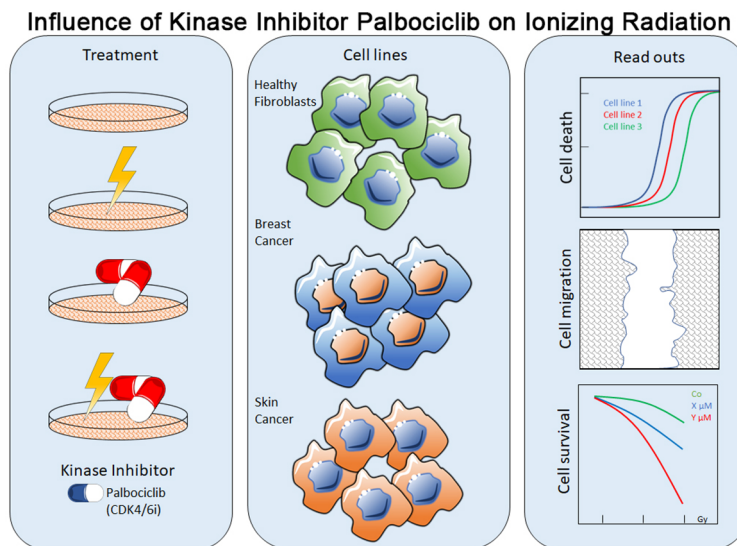 Influence of Kinase Inhibitor Palbociclib on Ionizing Radiation
Treatment
Kinase Inhibitor
Palbociclib
(CDK4/6i)
Cell lines
Healthy
Fibroblasts
Breast
Cancer
Skin
Cancer
Read outs
Cell death
Cell line 1
Cell line 2
Cell line 3
Cell migration
Cell survival
Co
X µM
Y µM
Gy